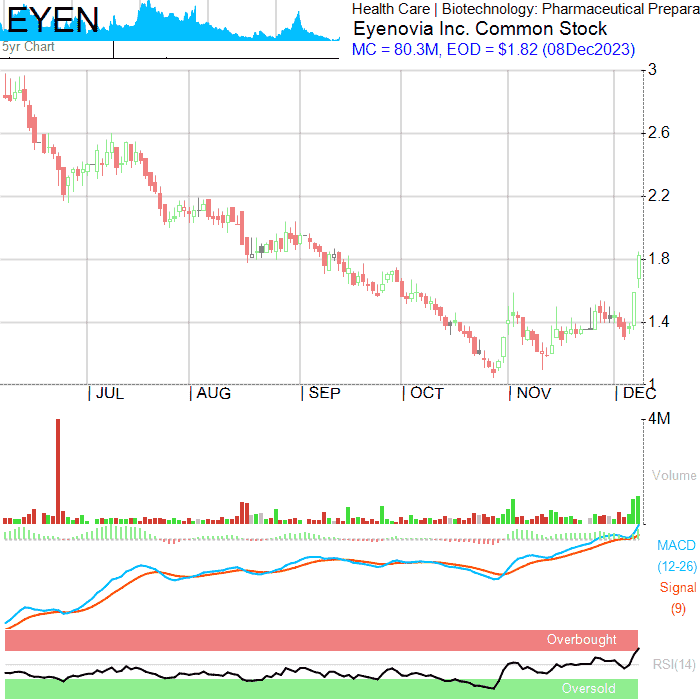 EYEN
5yr Chart
Health Care | Biotechnology: Pharmaceutical Prepara
Eyenovia Inc. Common Stock
MC = 80.3M, EOD = $1.82 (08Dec2023)
3
2.6
2.2
1.8
1.4
1
JUL
AUG
SEP
OCT
NOV
DEC
4M
Volume
MACD
(12-26)
Signal
(9)
Overbought
RSI(14)
Oversold